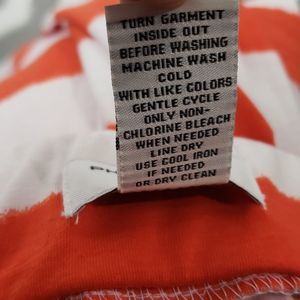 TURN GARMENT
INSIDE OUT
BEFORE WASHING
MACHINE WASH
COLD
WITH LIKE COLORS
GENTLE CYCLE
ONLY NON-
CHLORINE BLEACH
WHEN NEEDED
LINE DRY
USE COOL IRON
IF NEEDED
OR DRY CLEAN